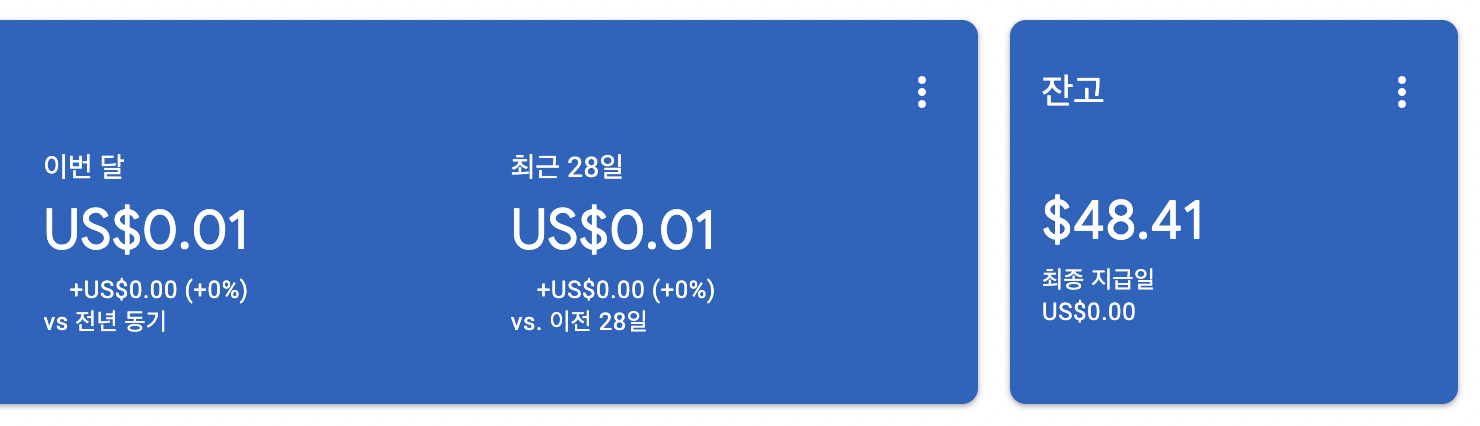 이번 달
US$0.01
+US$0.00 (+0%)
vs 전년 동기
최근 28일
US$0.01
+US$0.00 (+0%)
vs. 이전 28일
잔고
$48.41
최종 지급일
US$0.00